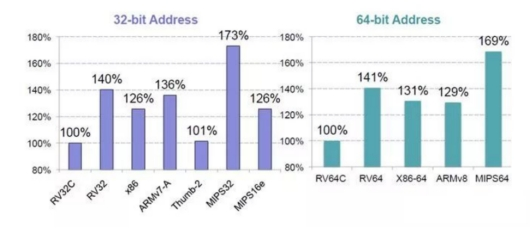 32-bit Address
180%
160%
140%
120%
100%
80%
100%
140%
126%
136%
101%
173%
126%
RV32C
RV32
x86
ARMv7-A
Thumb-2
MIPS32
MIPS16e
64-bit Address
180%
160%
140%
120%
100%
80%
100%
141%
131%
129%
169%
RV64C
RV64
X86-64
ARMv8
MIPS64